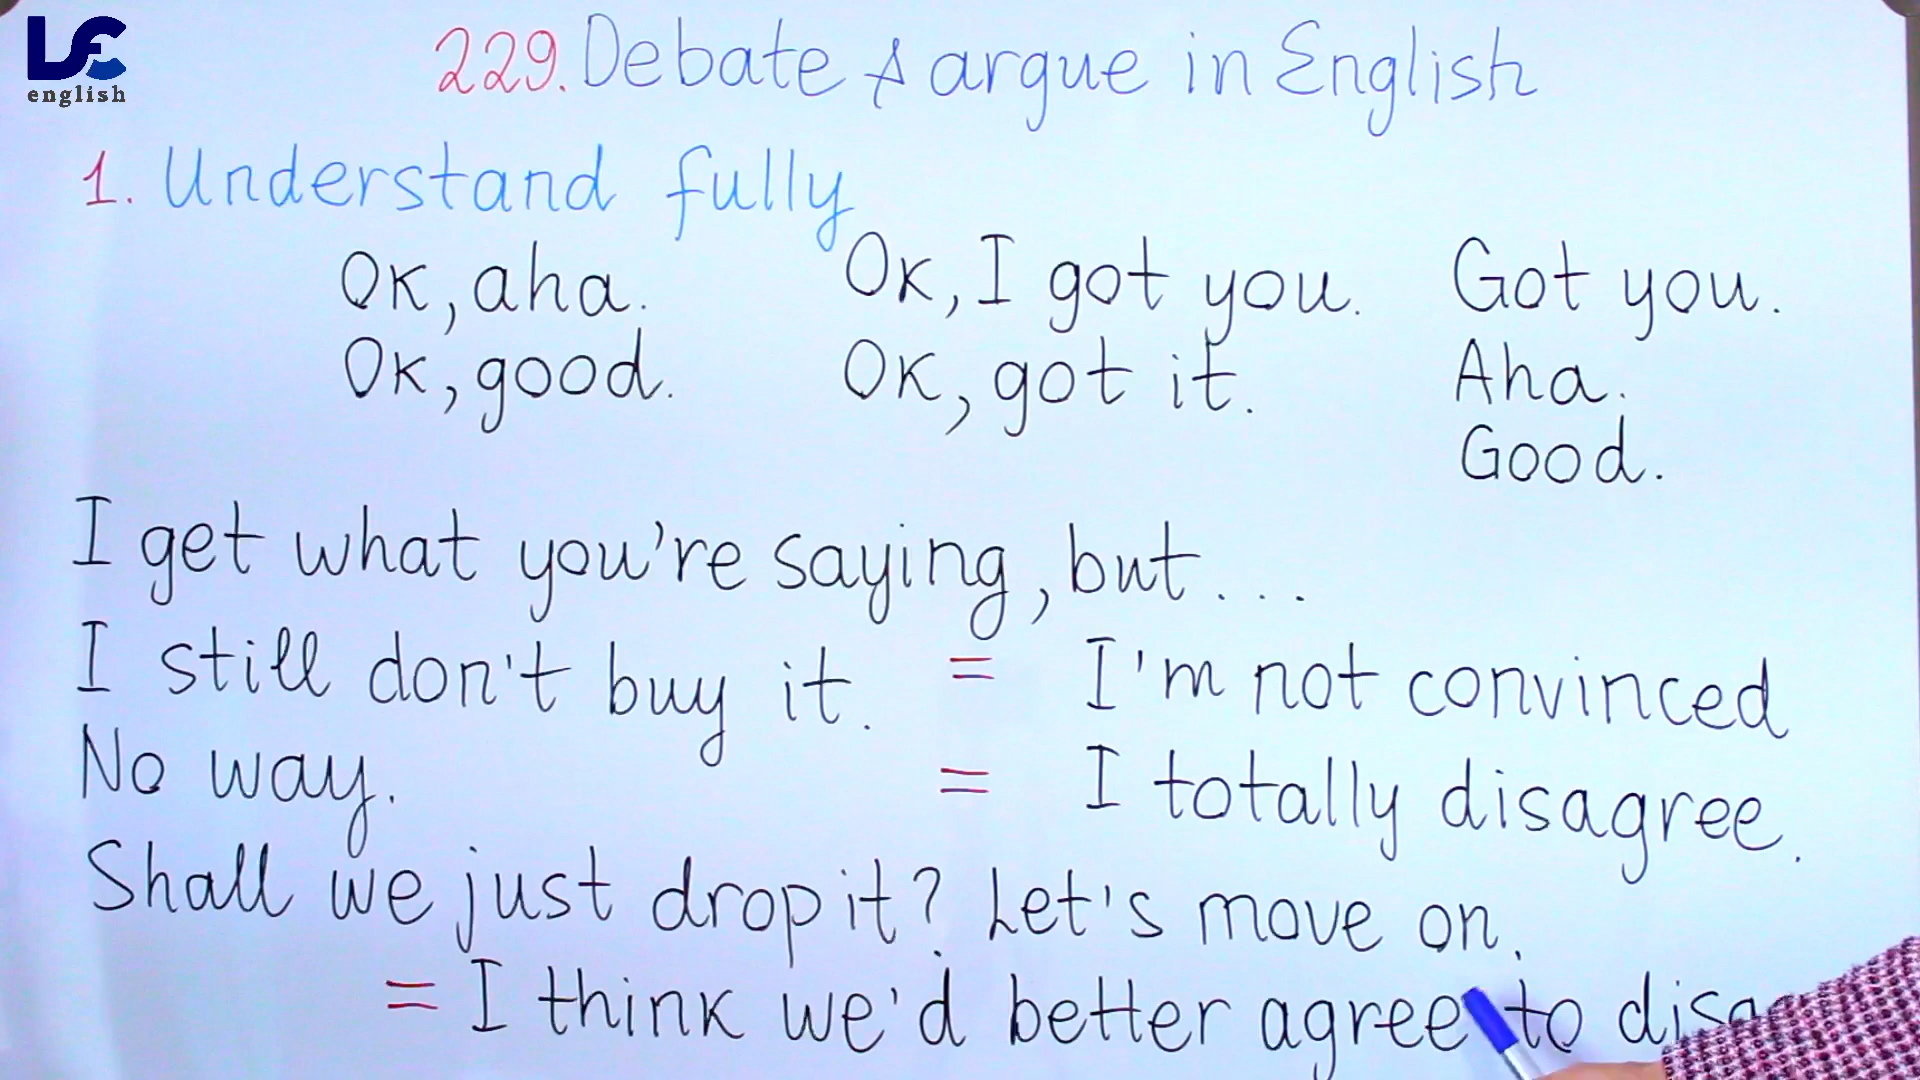 LSE
english
229. Debate & argue in English
1. Understand fully
Ok, aha. Ok, I got you. Got you.
Ok, good. Ok, got it. Aha.
Good.
I get what you're saying, but...
I still don't buy it. = I'm not convinced
No way. = I totally disagree.
Shall we just drop it? Let's move on.
= I think we'd better agree to